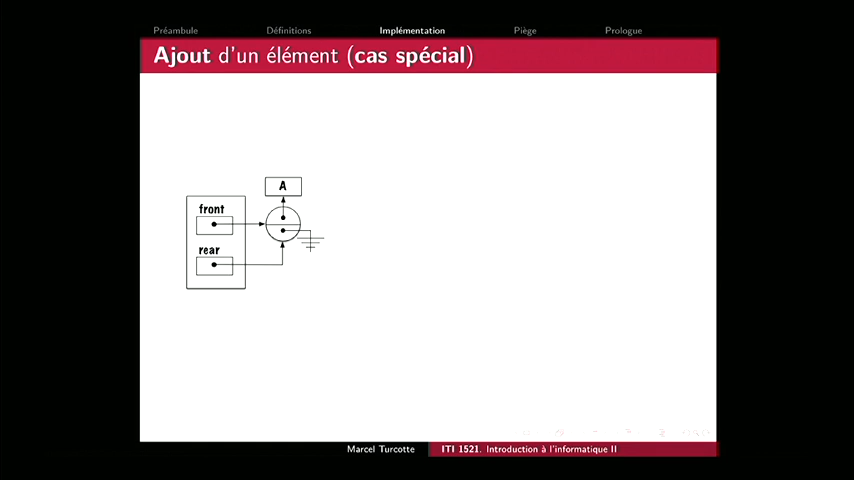 Préambule Définitions Implémentation Piège Prologue
Ajout d'un élément (cas spécial)
A
front
rear
Marcel Turcotte ITI 1521. Introduction à l'informatique II